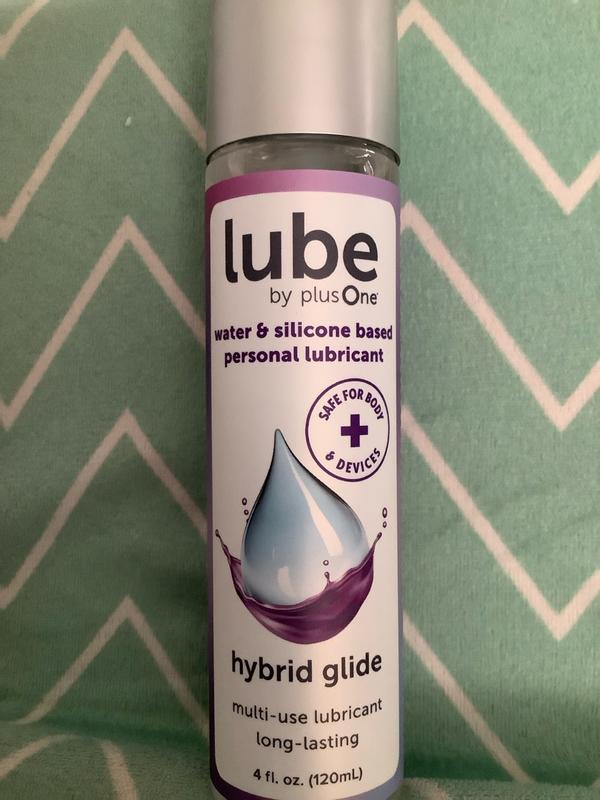 lube
by plusOne
water & silicone based
personal lubricant
SAFE FOR BODY
& DEVICES
hybrid glide
multi-use lubricant
long-lasting
4 fl. oz. (120mL)